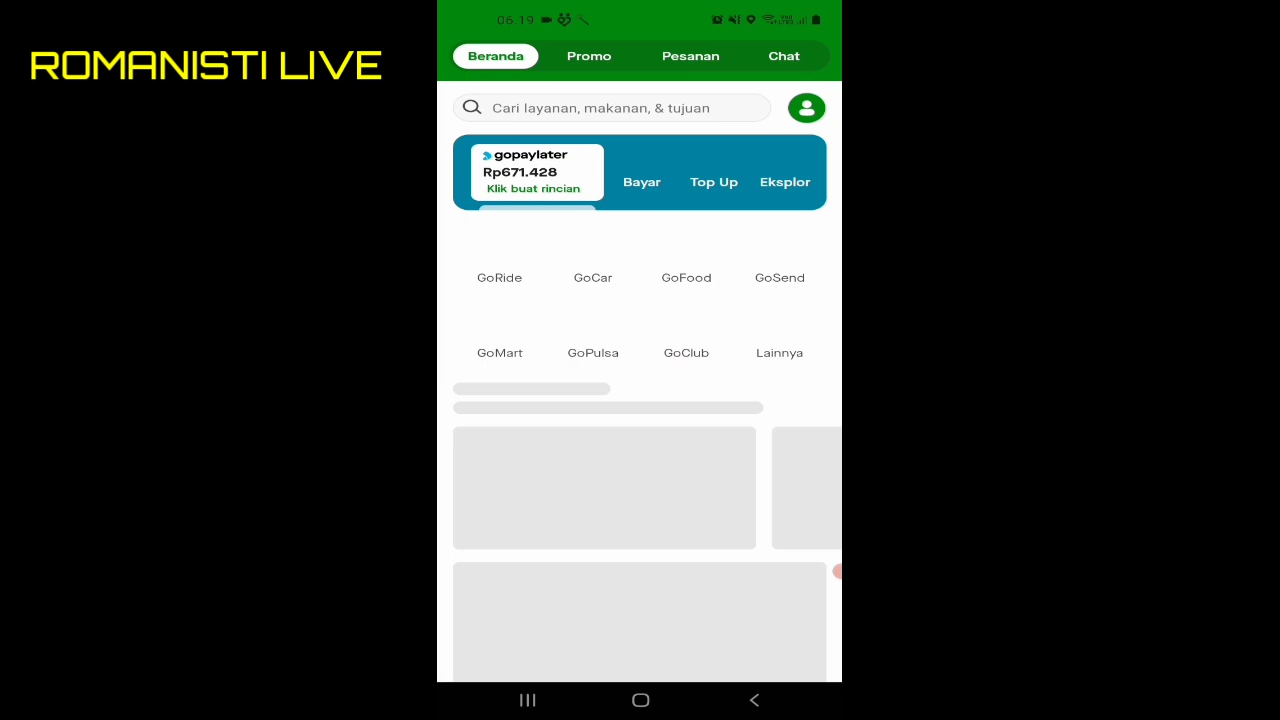 ROMANISTI LIVE
06.19
Beranda Promo Pesanan Chat
Cari layanan, makanan, & tujuan
gopaylater
Rp671.428
Klik buat rincian
Bayar Top Up Eksplor
GoRide GoCar GoFood GoSend
GoMart GoPulsa GoClub Lainnya